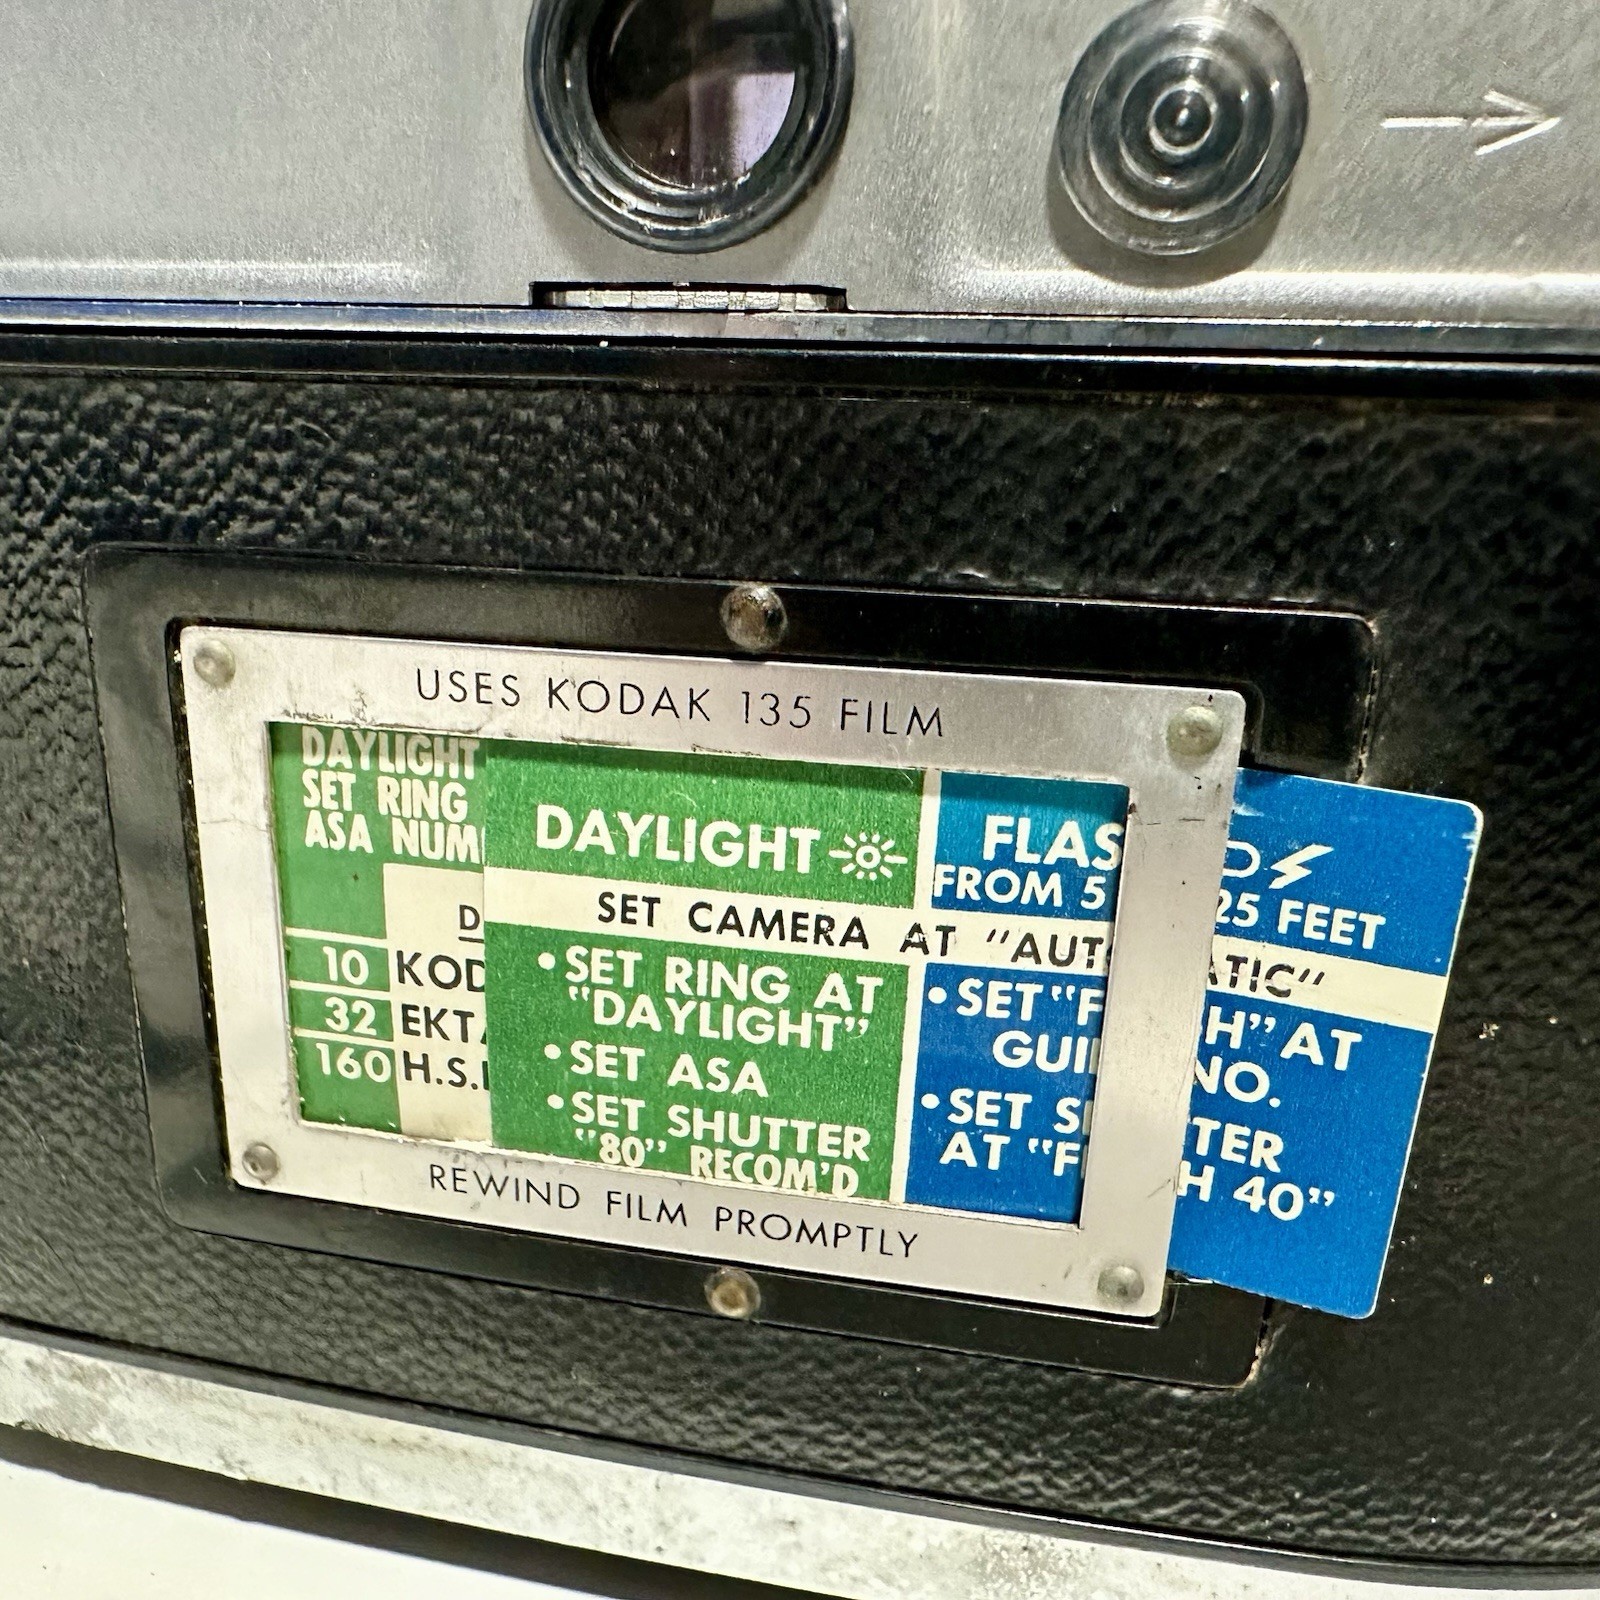 USES KODAK 135 FILM
DAYLIGHT
SET RING
ASA NUM
D
10 KOD
32 EKTA
160 H.S.
DAYLIGHT
SET CAMERA AT "AUT ATIC"
• SET RING AT
"DAYLIGHT"
• SET ASA
• SET SHUTTER
"80" RECOM'D
FLAS D
FROM 5 25 FEET
• SET "F H" AT
GUI NO.
• SET S TER
AT "F H 40"
REWIND FILM PROMPTLY